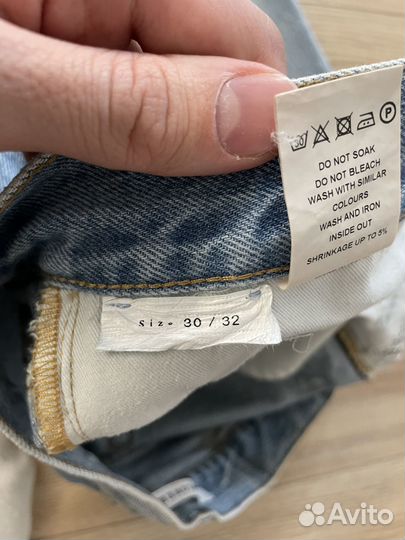 30
P
DO NOT SOAK
DO NOT BLEACH
WASH WITH SIMILAR
COLOURS
WASH AND IRON
INSIDE OUT
SHRINKAGE UP TO 5%
Size 30 / 32
Avito